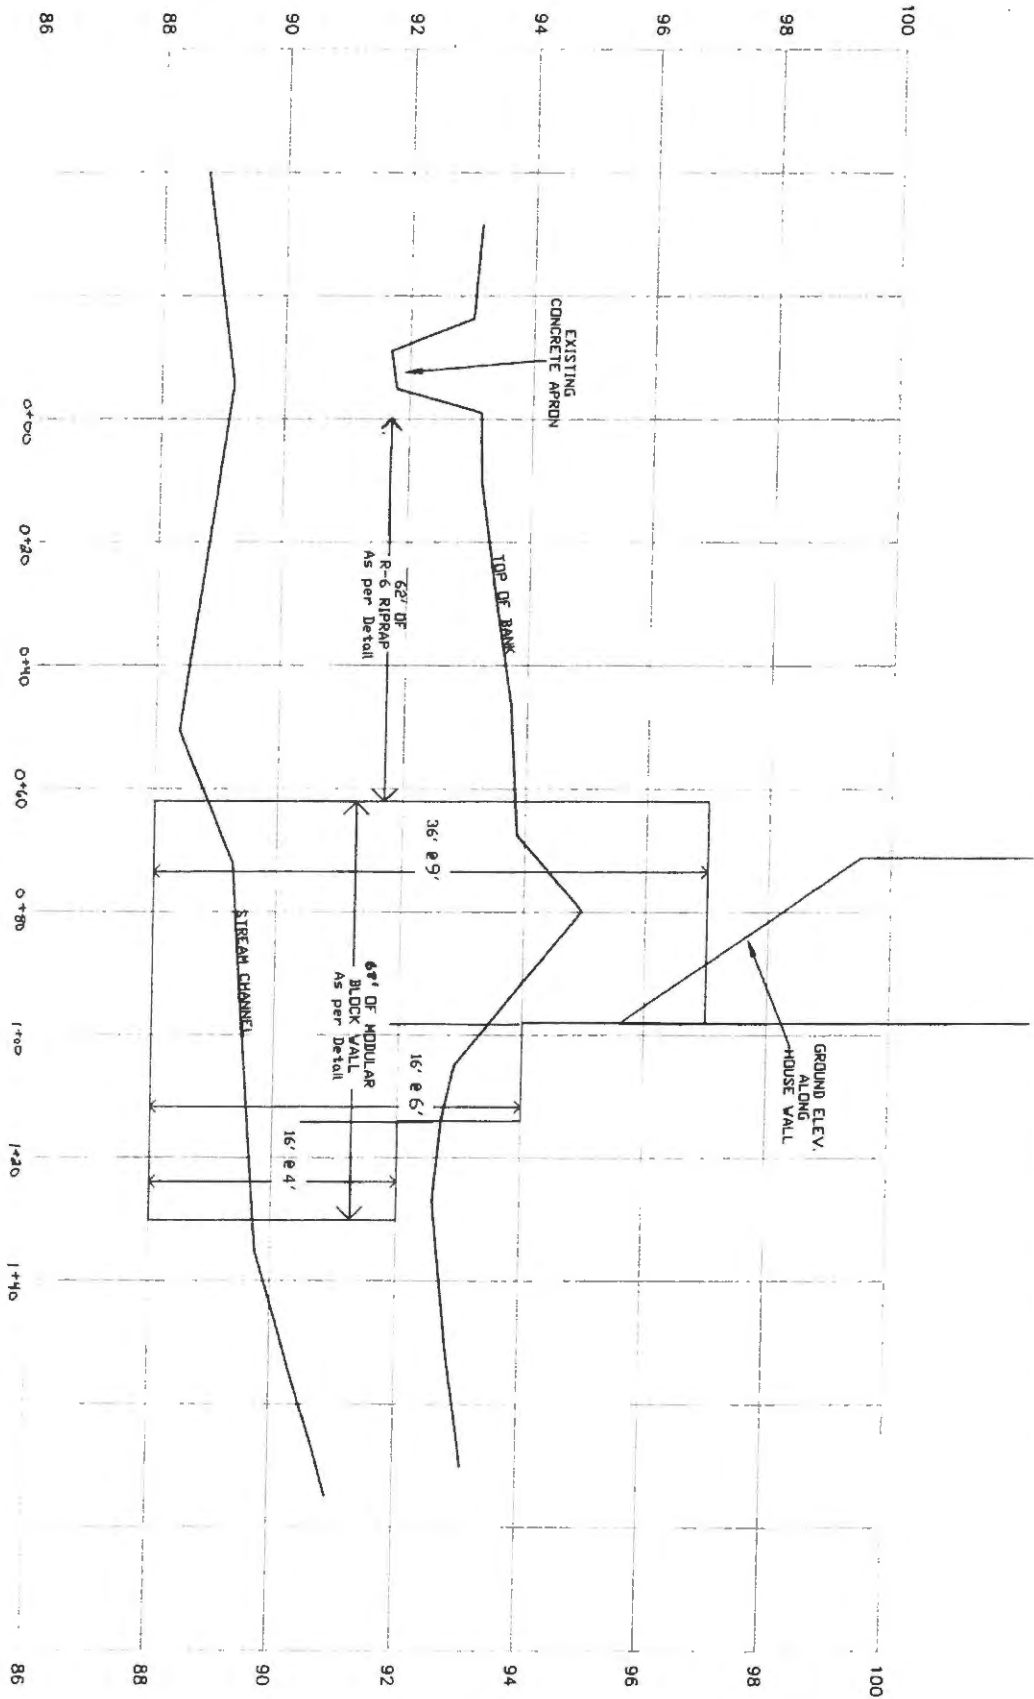 100
98
96
94
92
90
88
86
EXISTING
CONCRETE APRON
TOP OF BANK
62' OF
R-6 RIPRAP
As per Detail
36' @ 9'
STREAM CHANNEL
68' OF MODULAR
BLOCK WALL
As per Detail
16' @ 6'
16' @ 4'
GROUND ELEV.
ALONG
HOUSE WALL
0+00
0+20
0+40
0+60
0+80
1+00
1+20
1+40
100
98
96
94
92
90
88
86